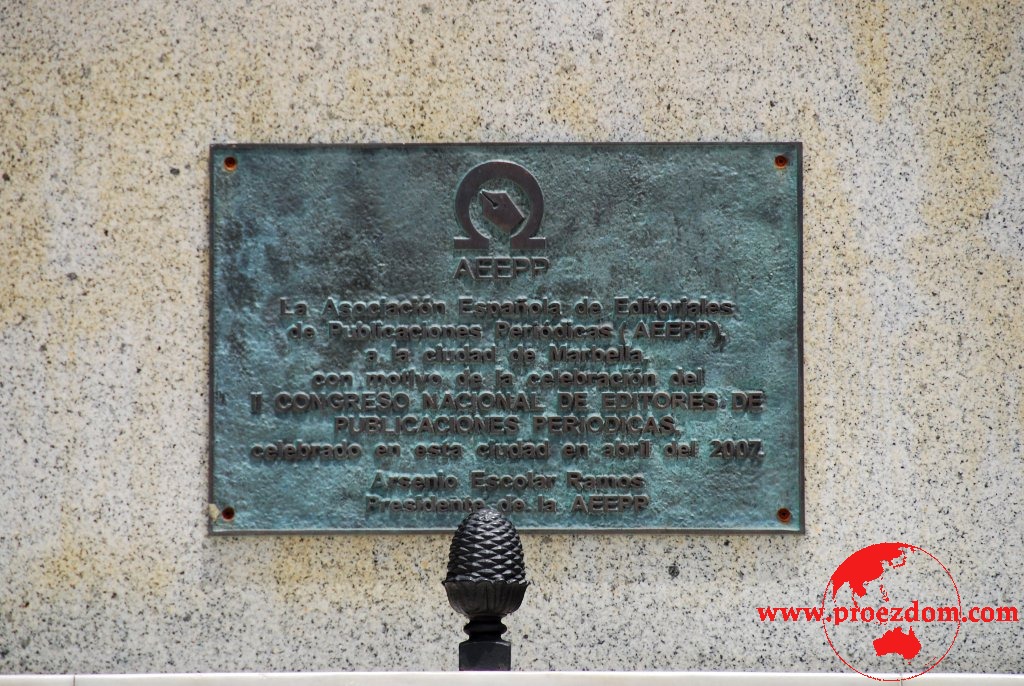 AEEPP
La Asociación Española de Editoriales
de Publicaciones Periódicas (AEEPP),
a la ciudad de Marbella,
con motivo de la celebración del
II CONGRESO NACIONAL DE EDITORES DE
PUBLICACIONES PERIODICAS,
celebrado en esta ciudad en abril del 2007.
Arsenio Escolar Ramos
Presidente de la AEEPP
www.proezdom.com